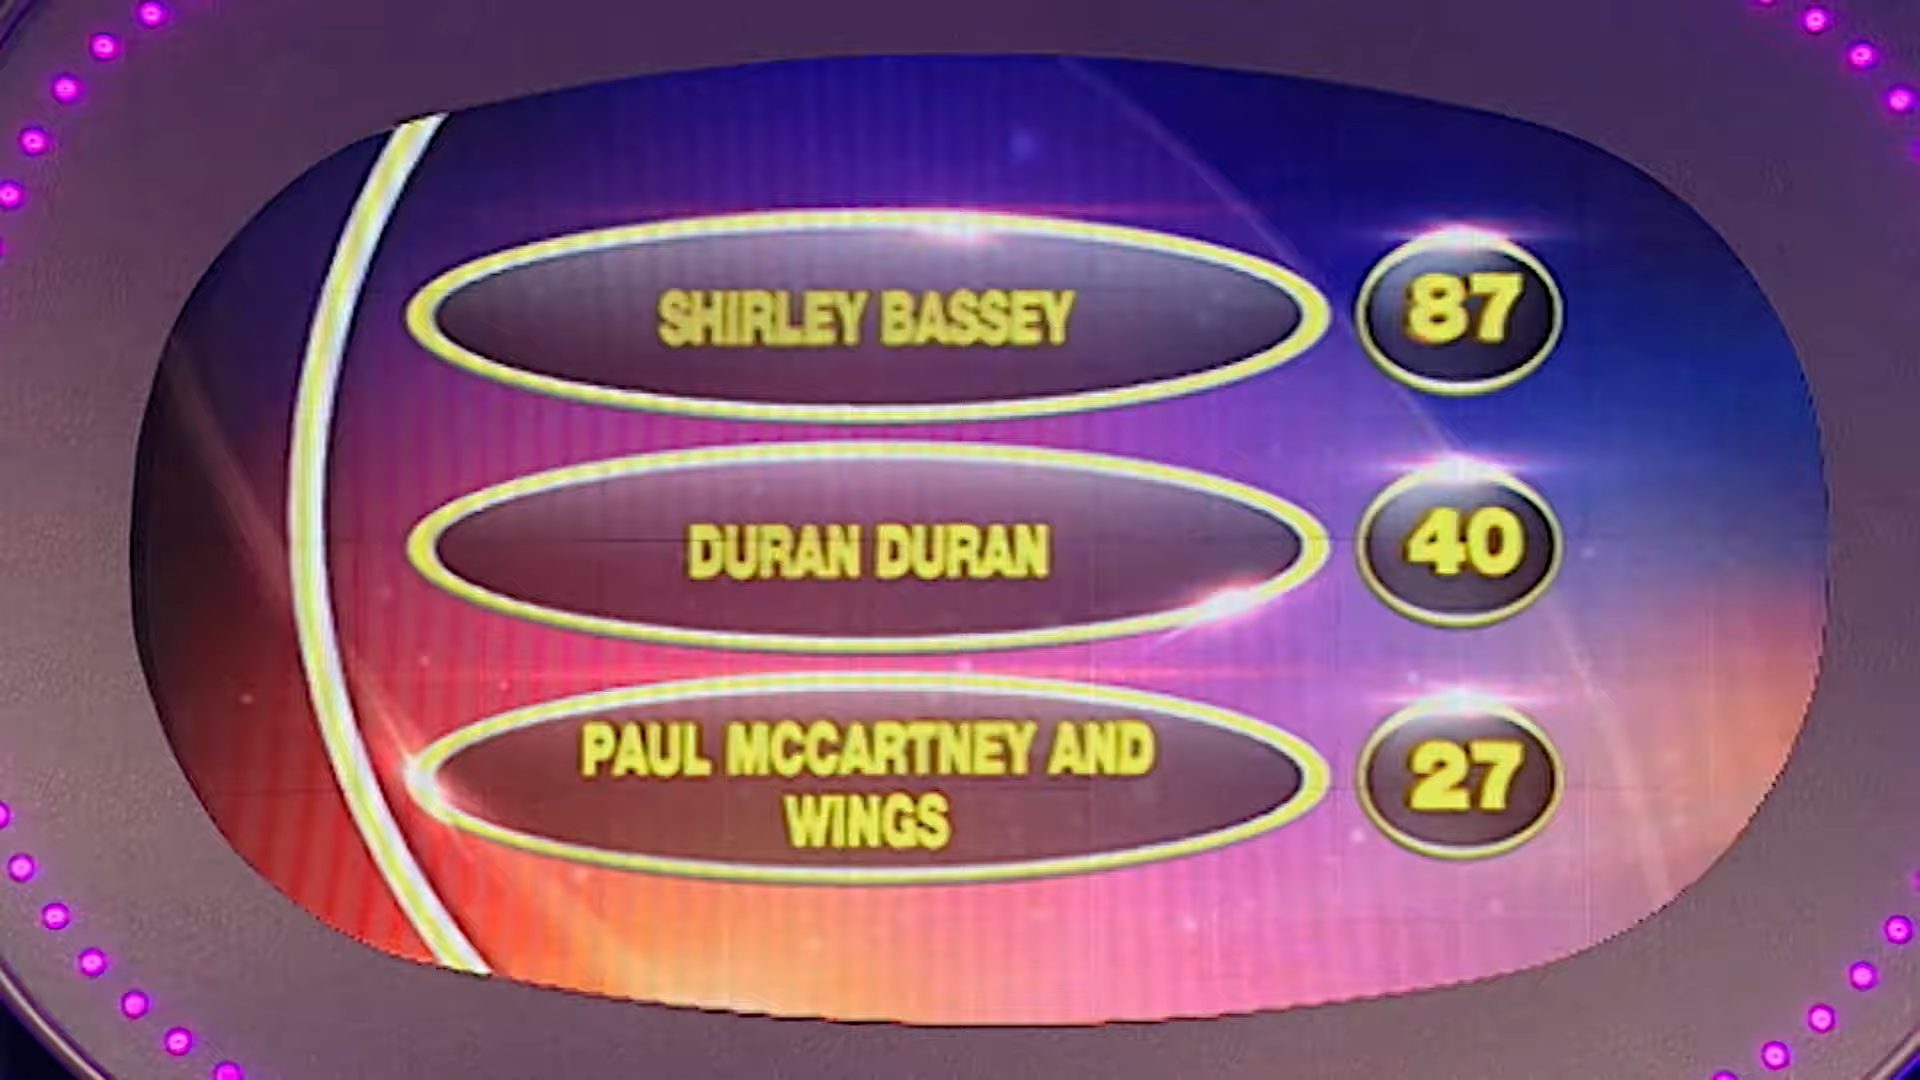 SHIRLEY BASSEY 87
DURAN DURAN 40
PAUL MCCARTNEY AND
WINGS 27